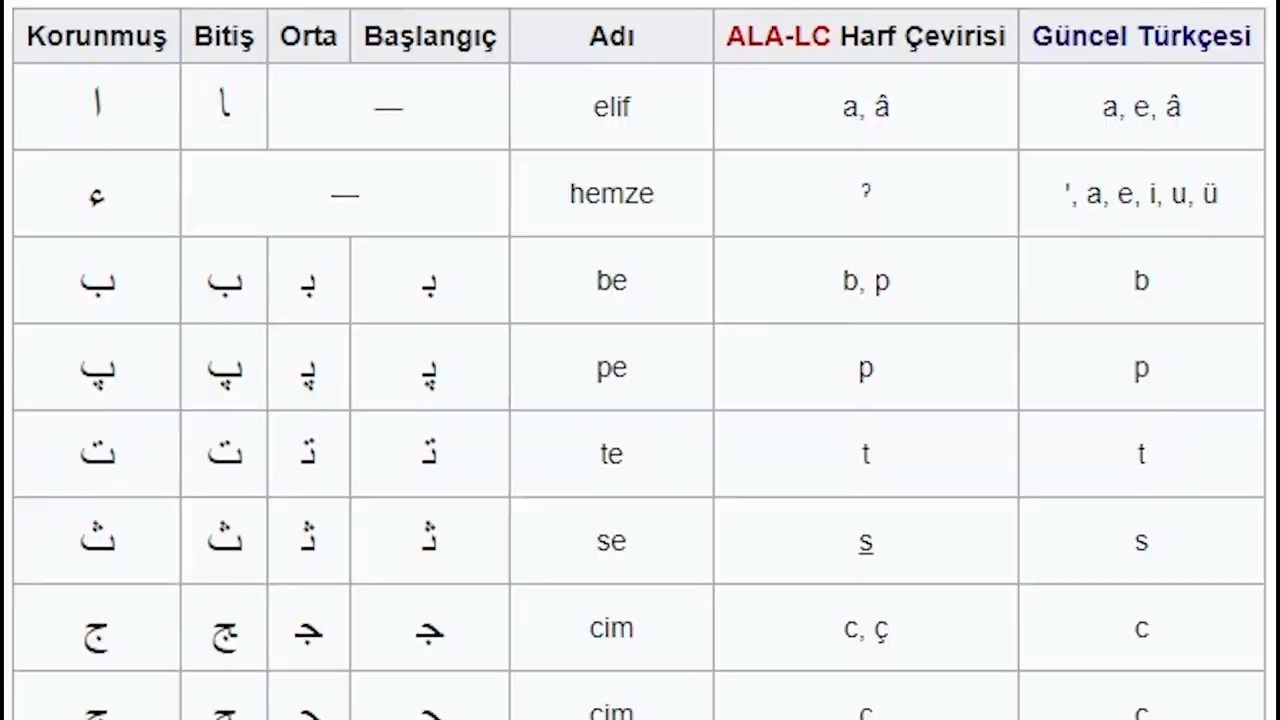 Korunmuş Bitiş Orta Başlangıç Adı ALA-LC Harf Çevirisi Güncel Türkçesi
ا ـا — elif a, â a, e, â
ء — hemze ʔ ', a, e, i, u, ü
ب ـب ـبـ بـ be b, p b
پ ـپ ـپـ پـ pe p p
ت ـت ـتـ تـ te t t
ث ـث ـثـ ثـ se s s
ج ـج ـجـ جـ cim c, ç c
cim c c